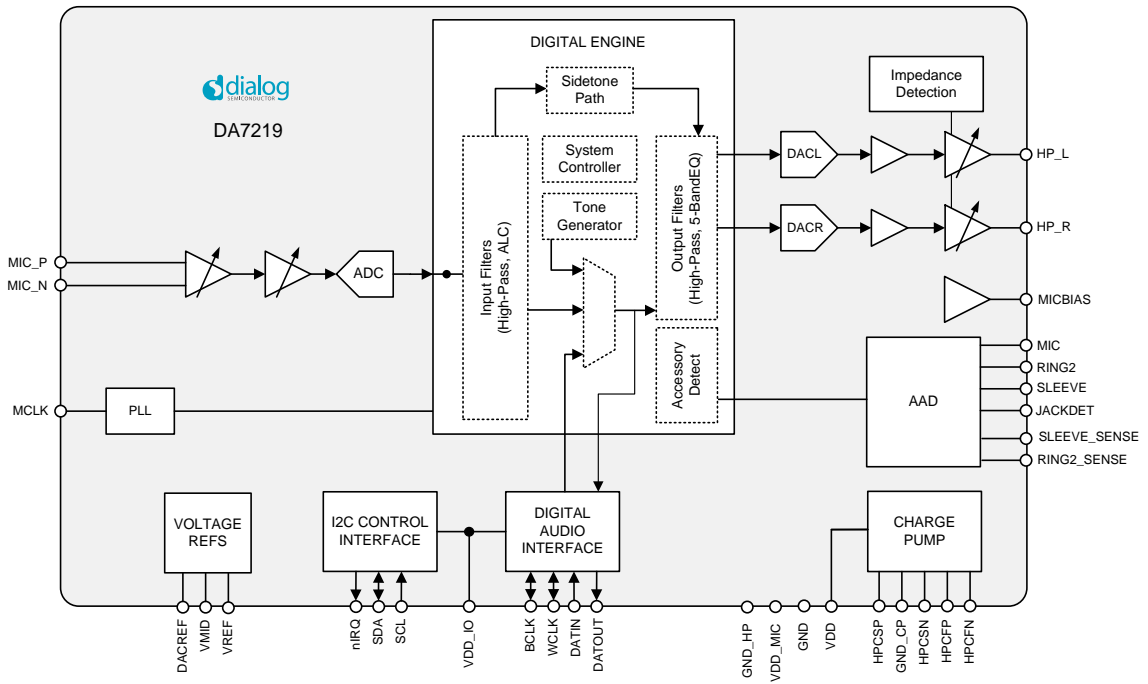 DIGITAL ENGINE
dialog
SEMICONDUCTOR
DA7219
Sidetone
Path
Impedance
Detection
System
Controller
Tone
Generator
Input Filters
(High-Pass, ALC)
Output Filters
(High-Pass, 5-BandEQ)
DACL
DACR
HP_L
HP_R
MIC_P
MIC_N
ADC
MICBIAS
Accessory
Detect
AAD
MIC
RING2
SLEEVE
JACKDET
SLEEVE_SENSE
RING2_SENSE
MCLK
PLL
VOLTAGE
REFS
I2C CONTROL
INTERFACE
DIGITAL
AUDIO
INTERFACE
CHARGE
PUMP
DACREF
VMID
VREF
nIRQ
SDA
SCL
VDD_IO
BCLK
WCLK
DATIN
DATOUT
GND_HP
VDD_MIC
GND
VDD
HPCSP
GND_CP
HPCSN
HPCFP
HPCFN